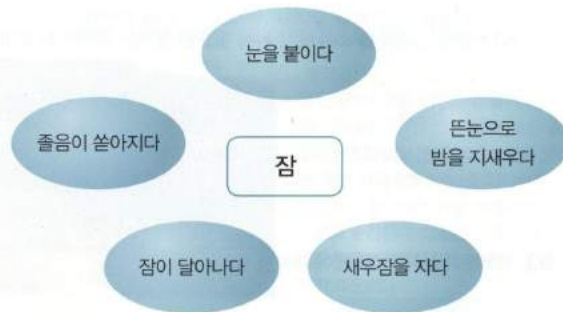 눈을 붙이다
졸음이 쏟아지다
뜬눈으로
밤을 지새우다
잠
잠이 달아나다
새우잠을 자다